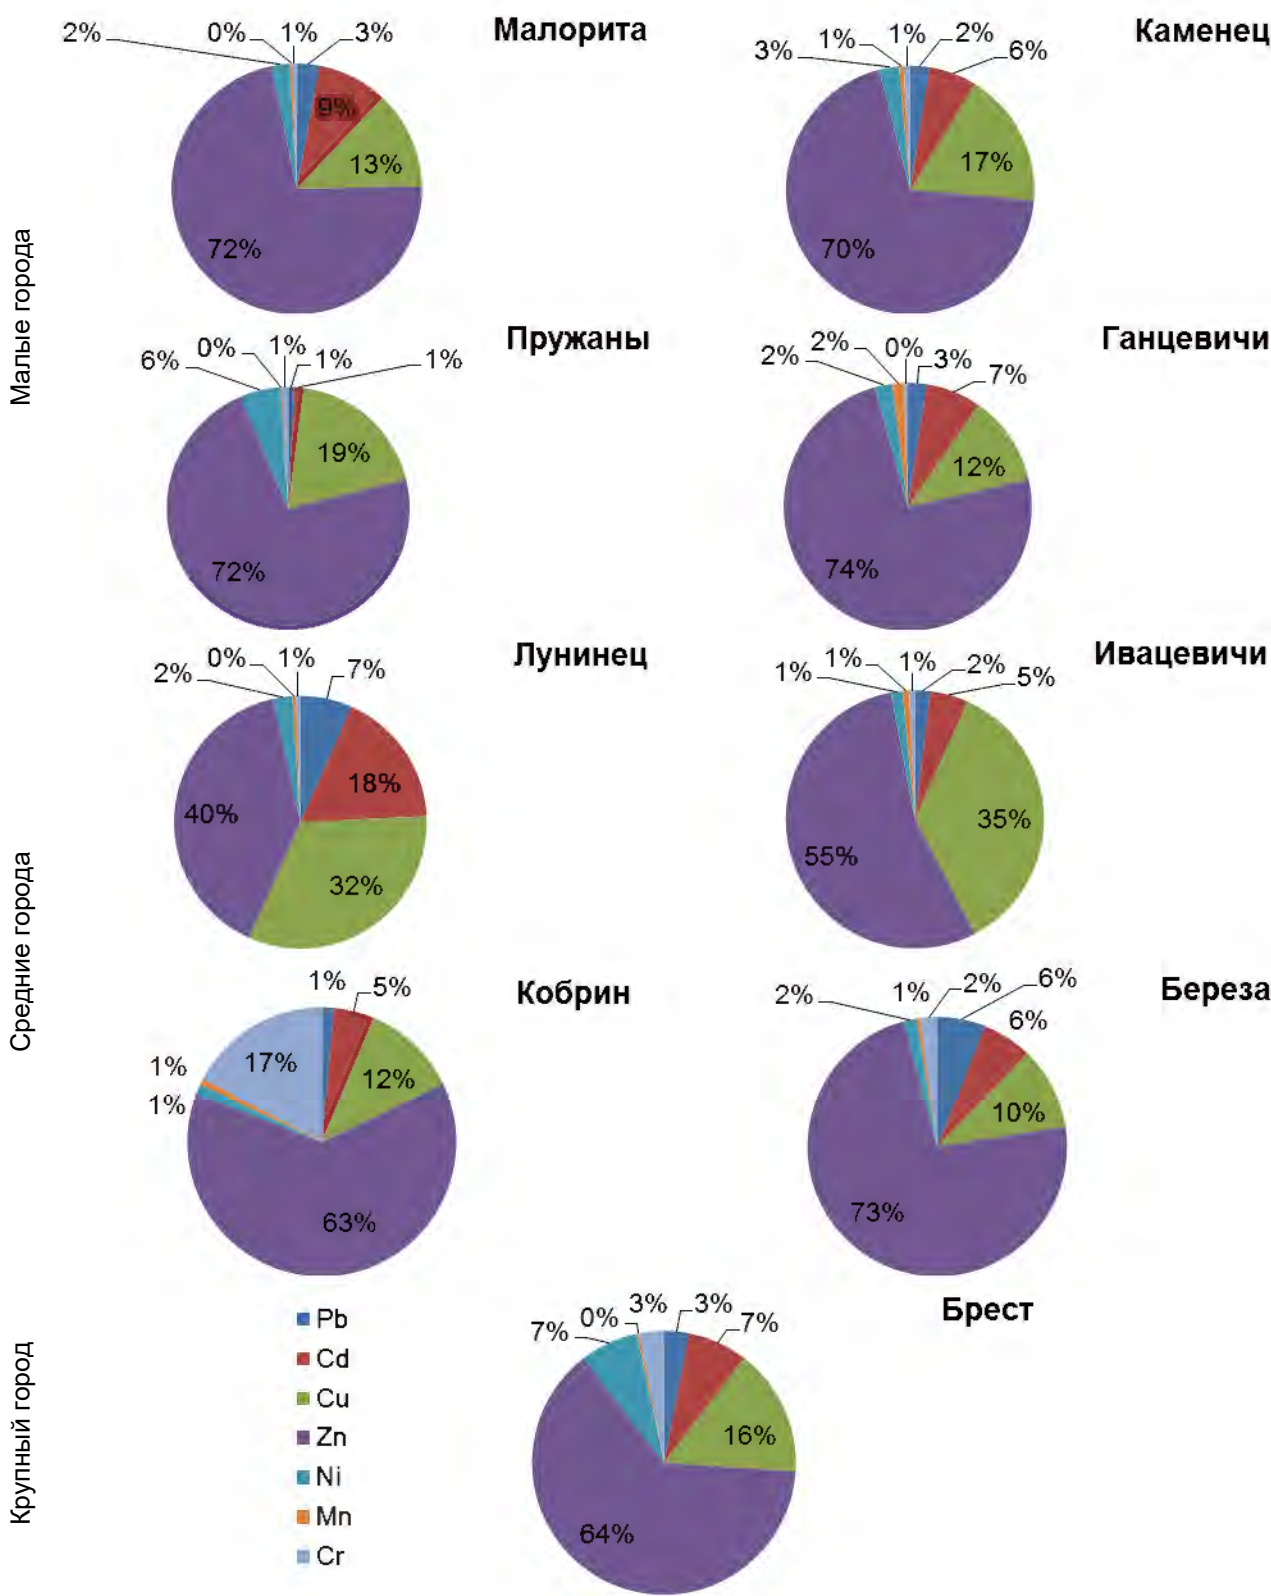 Малорита
2% 0% 1% 3%
9%
13%
72%
Каменец
3% 1% 1% 2% 6%
17%
70%
Малые города
Пружаны
6% 0% 1% 1% 1%
19%
72%
Ганцевичи
2% 2% 0% 3% 7%
12%
74%
Лунинец
2% 0% 1% 7%
18%
40%
32%
Ивацевичи
1% 1% 1% 2% 5%
35%
55%
Средние города
Кобрин
1% 5%
17%
12%
1%
1%
63%
Береза
2% 1% 2% 6%
6%
10%
73%
Крупный город
Pb
Cd
Cu
Zn
Ni
Mn
Cr
Брест
7% 0% 3% 3% 7%
16%
64%